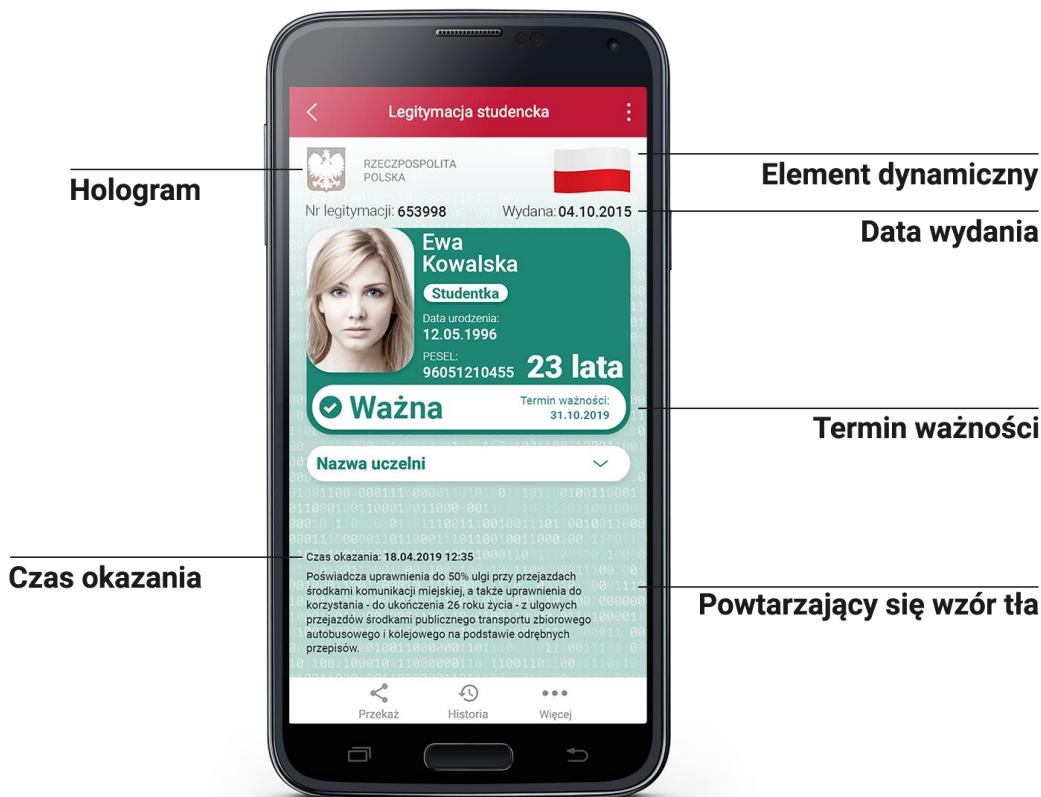 Legitymacja studencka
RZECZPOSPOLITA
POLSKA
Hologram
Element dynamiczny
Nr legitymacji: 653998 Wydana: 04.10.2015
Data wydania
Ewa
Kowalska
Studentka
Data urodzenia:
12.05.1996
PESEL:
96051210455
23 lata
Ważna
Termin ważności:
31.10.2019
Termin ważności
Nazwa uczelni
Czas okazania: 18.04.2019 12:35
Czas okazania
Poświadcza uprawnienia do 50% ulgi przy przejazdach
środkami komunikacji miejskiej, a także uprawnienia do
korzystania - do ukończenia 26 roku życia - z ulgowych
przejazdów środkami publicznego transportu zbiorowego
autobusowego i kolejowego na podstawie odrębnych
przepisów.
Powtarzający się wzór tła
Przekaż Historia Więcej